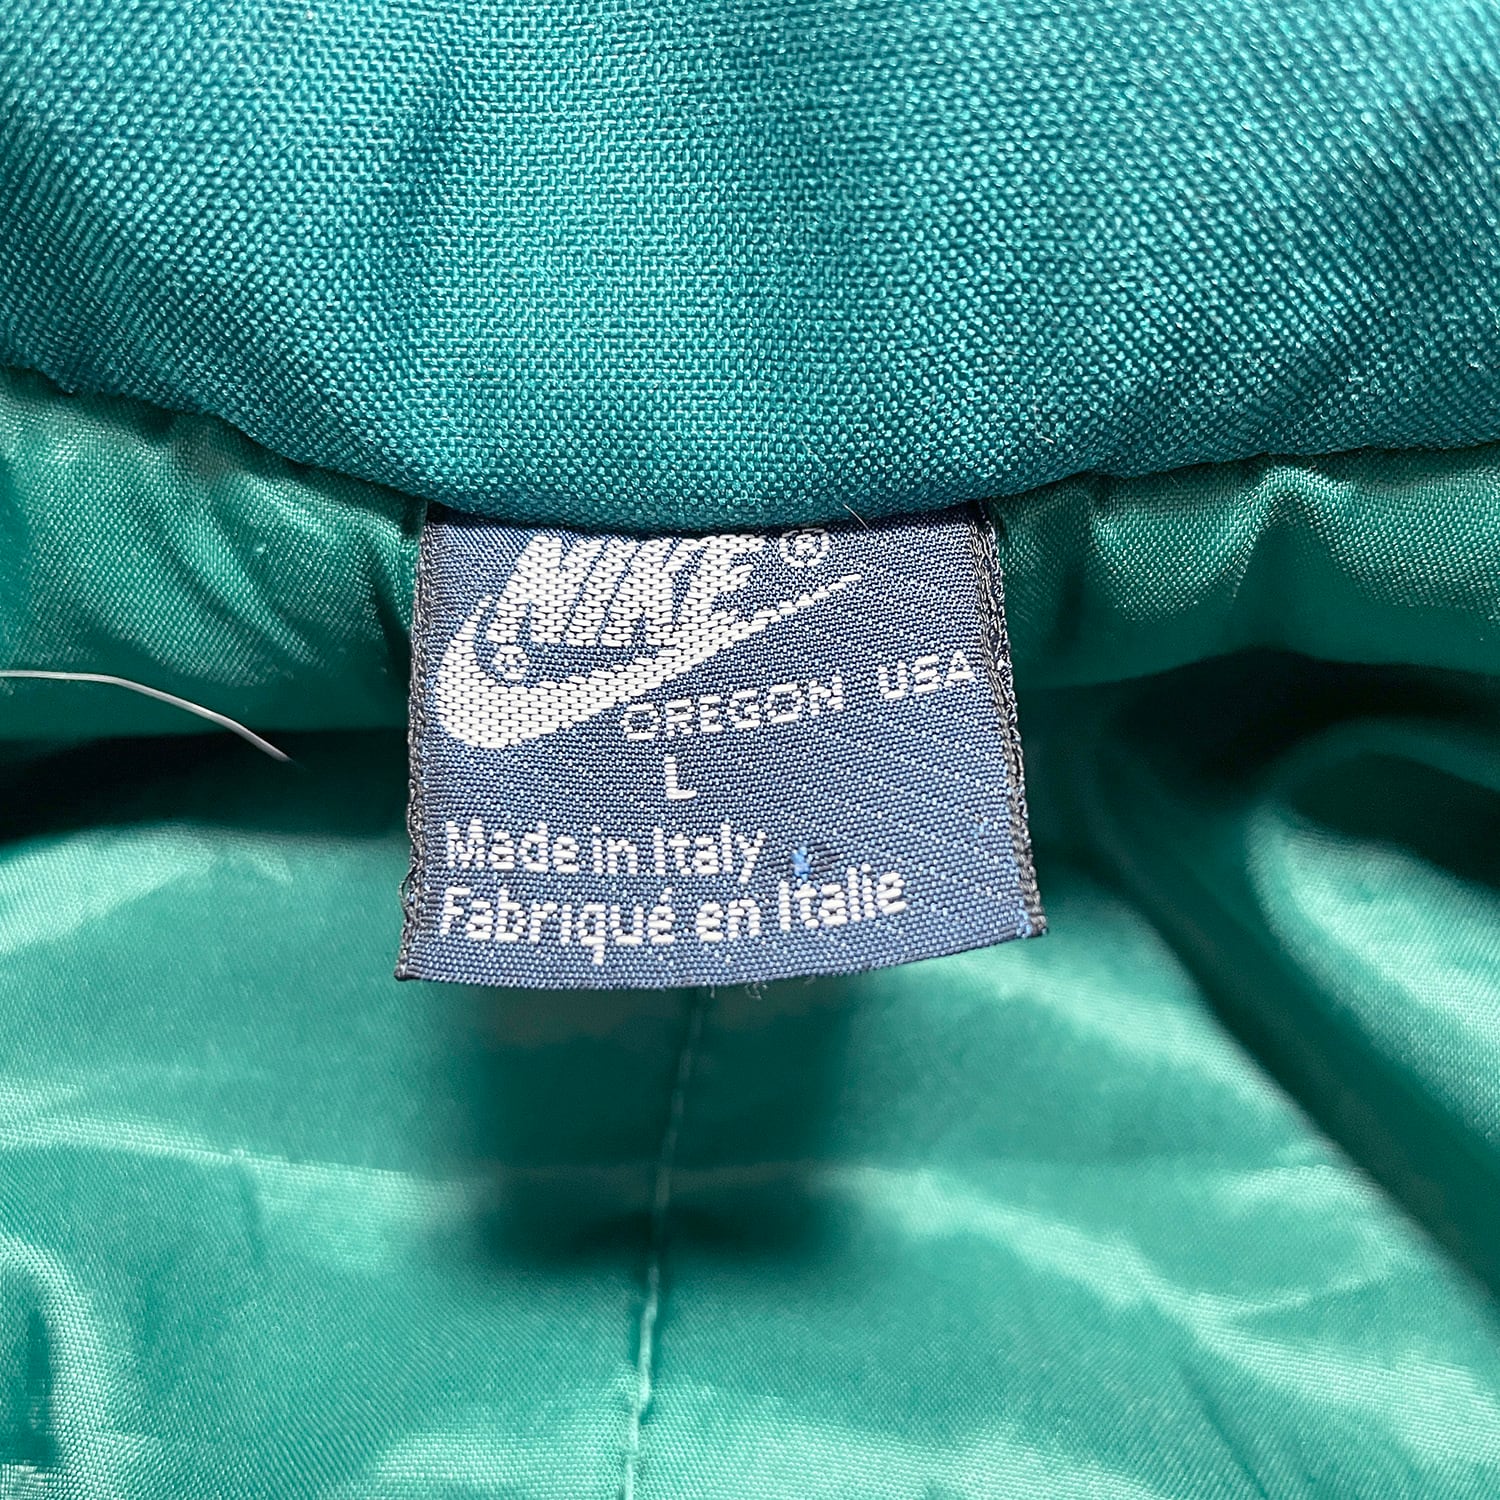 NIKE®
®
OREGON USA
L
Made in Italy
Fabriqué en Italie